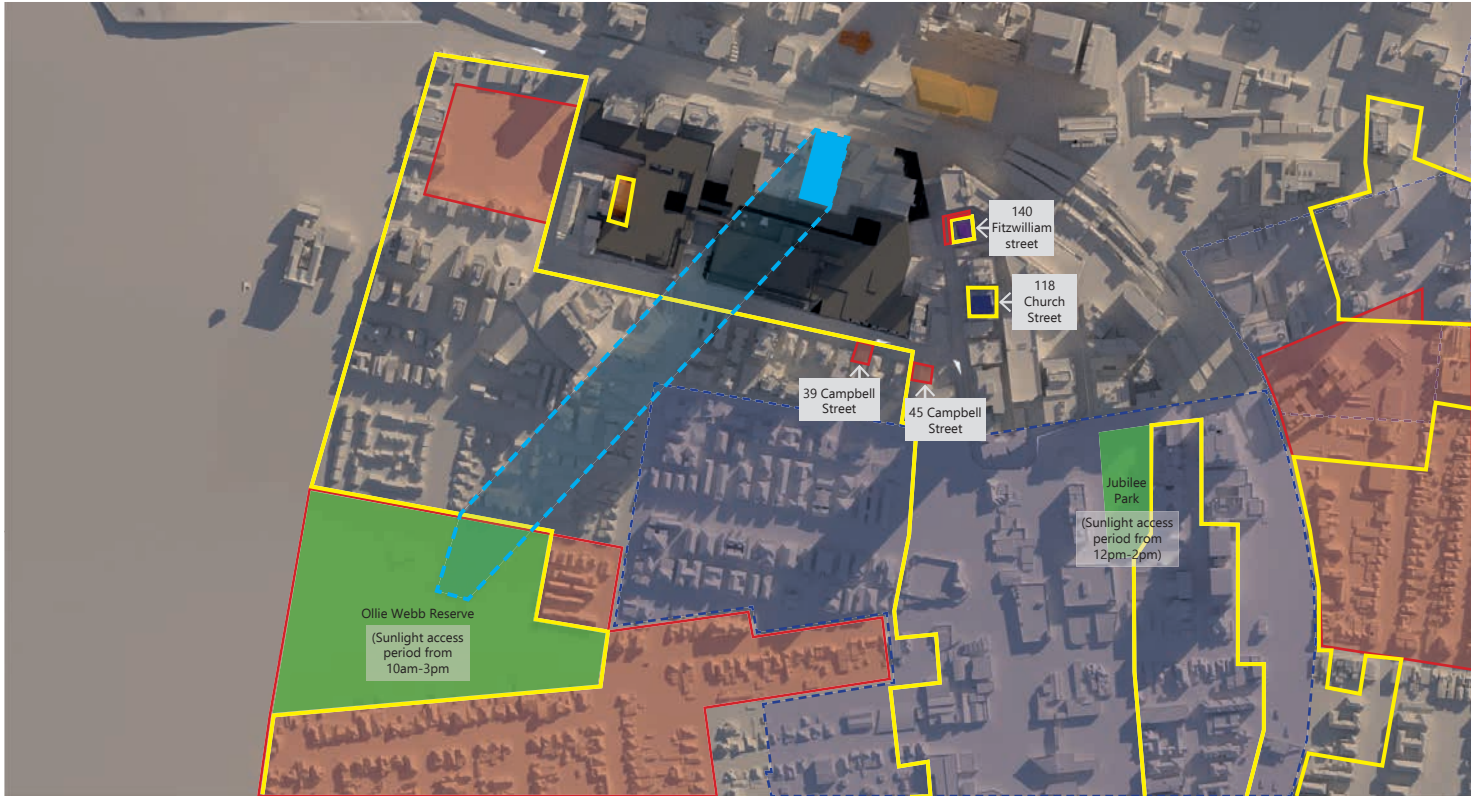 140
Fitzwilliam
street
118
Church
Street
39 Campbell
Street
45 Campbell
Street
Jubilee
Park
(Sunlight access
period from
12pm-2pm)
Ollie Webb Reserve
(Sunlight access
period from
10am-3pm)